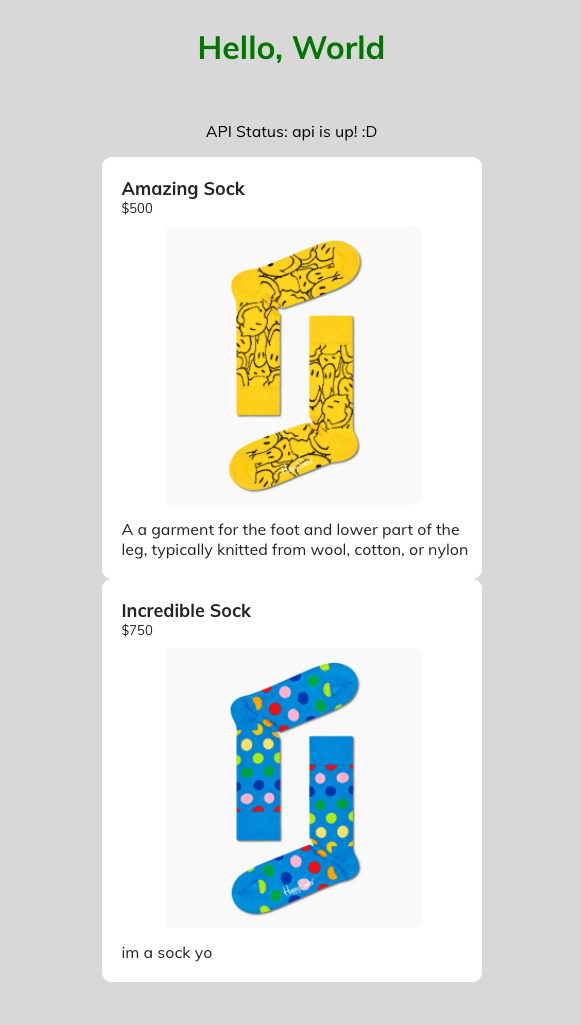 Hello, World
API Status: api is up! :D
Amazing Sock
$500
A a garment for the foot and lower part of the
leg, typically knitted from wool, cotton, or nylon
Incredible Sock
$750
im a sock yo